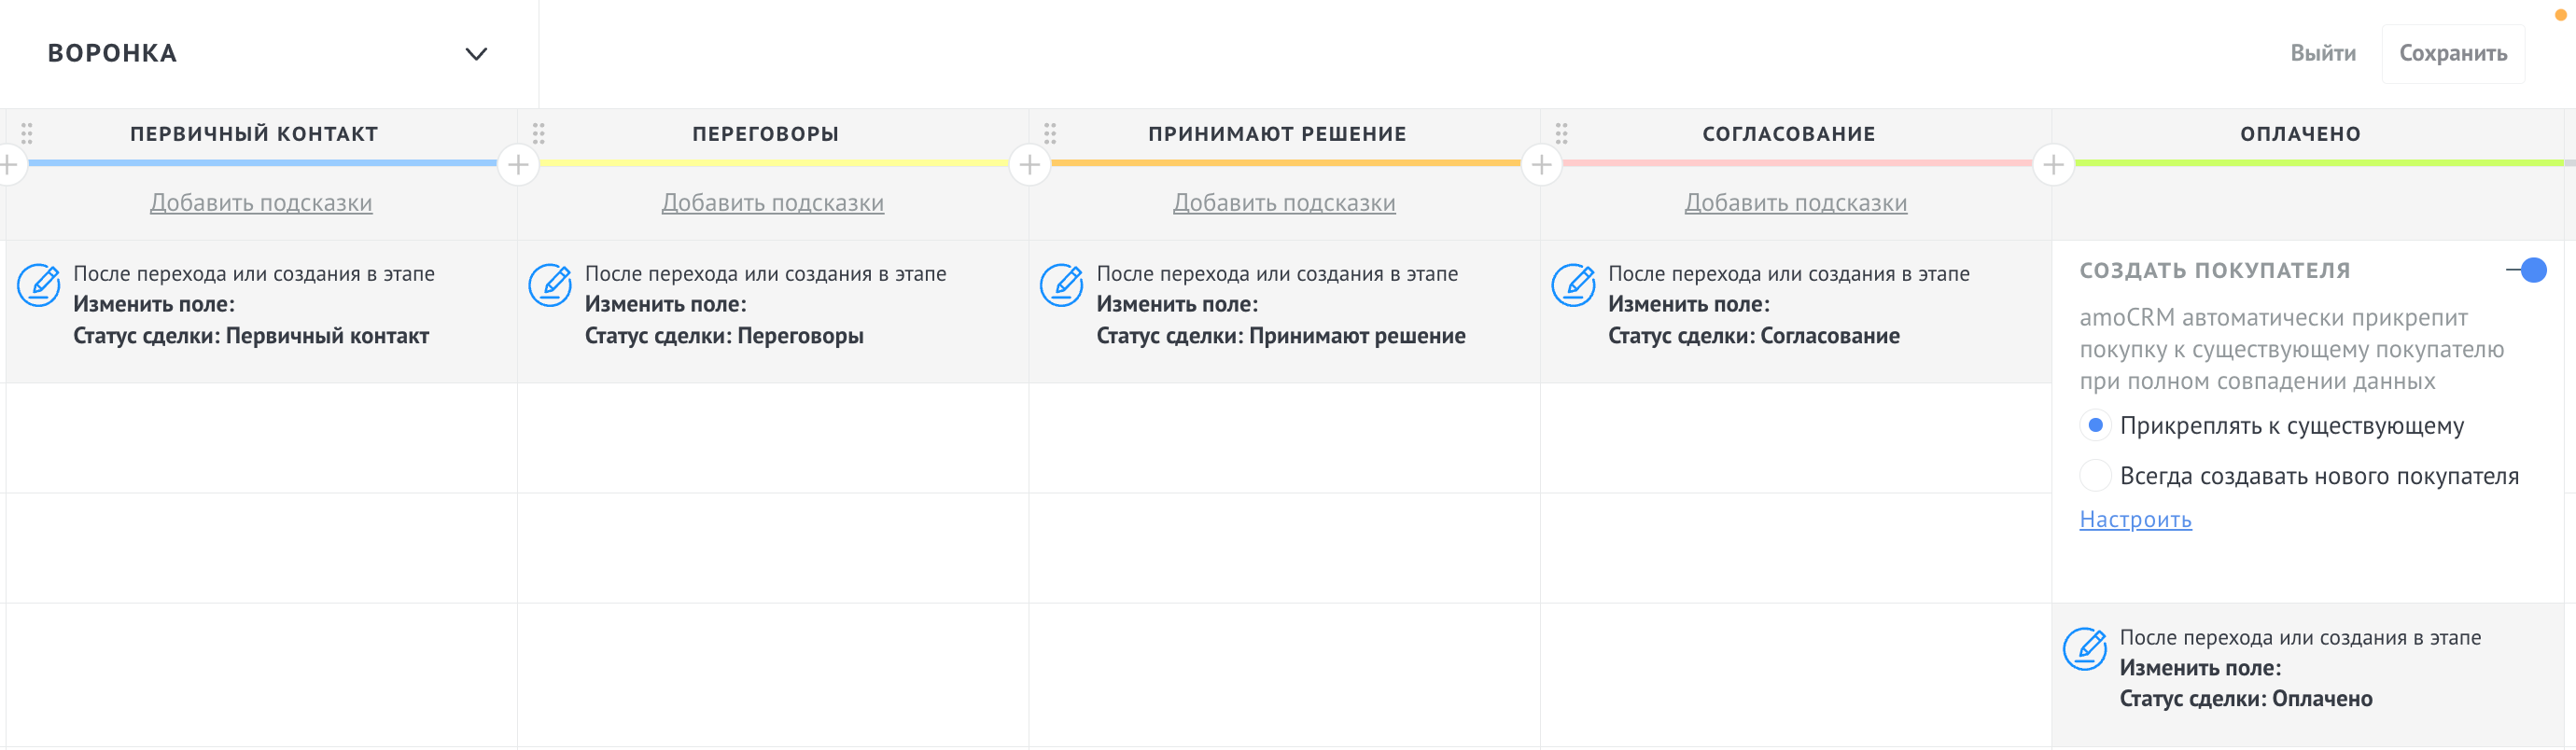 ВОРОНКА
Выйти
Сохранить
ПЕРВИЧНЫЙ КОНТАКТ
ПЕРЕГОВОРЫ
ПРИНИМАЮТ РЕШЕНИЕ
СОГЛАСОВАНИЕ
ОПЛАЧЕНО
Добавить подсказки
Добавить подсказки
Добавить подсказки
Добавить подсказки
После перехода или создания в этапе
Изменить поле:
Статус сделки: Первичный контакт
После перехода или создания в этапе
Изменить поле:
Статус сделки: Переговоры
После перехода или создания в этапе
Изменить поле:
Статус сделки: Принимают решение
После перехода или создания в этапе
Изменить поле:
Статус сделки: Согласование
СОЗДАТЬ ПОКУПАТЕЛЯ
amoCRM автоматически прикрепит
покупку к существующему покупателю
при полном совпадении данных
Прикреплять к существующему
Всегда создавать нового покупателя
Настроить
После перехода или создания в этапе
Изменить поле:
Статус сделки: Оплачено